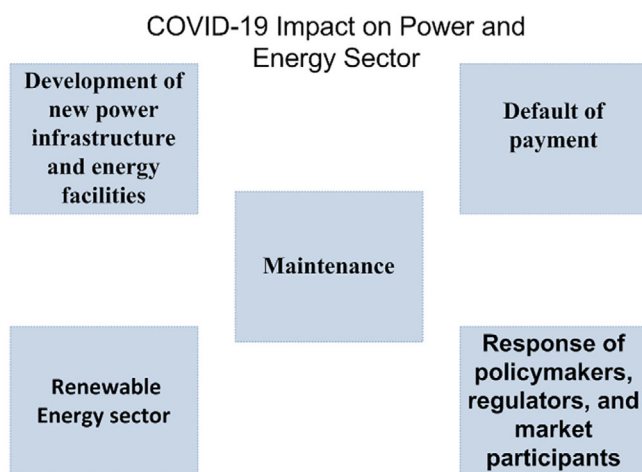 COVID-19 Impact on Power and
Energy Sector
Development of
new power
infrastructure
and energy
facilities
Default of
payment
Maintenance
Renewable
Energy sector
Response of
policymakers,
regulators, and
market
participants